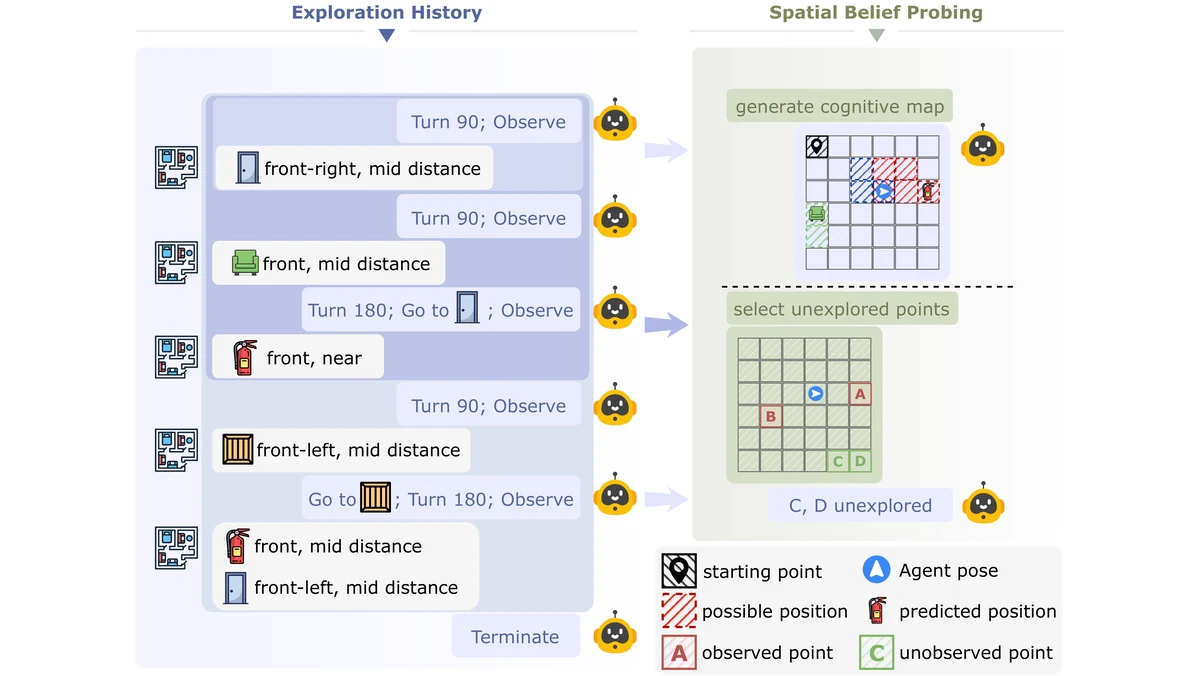 Exploration History
Turn 90; Observe
front-right, mid distance
Turn 90; Observe
front, mid distance
Turn 180; Go to ; Observe
front, near
Turn 90; Observe
front-left, mid distance
Go to ; Turn 180; Observe
front, mid distance
front-left, mid distance
Terminate
Spatial Belief Probing
generate cognitive map
select unexplored points
A
B
C D
C, D unexplored
starting point
Agent pose
possible position
predicted position
A observed point
C unobserved point